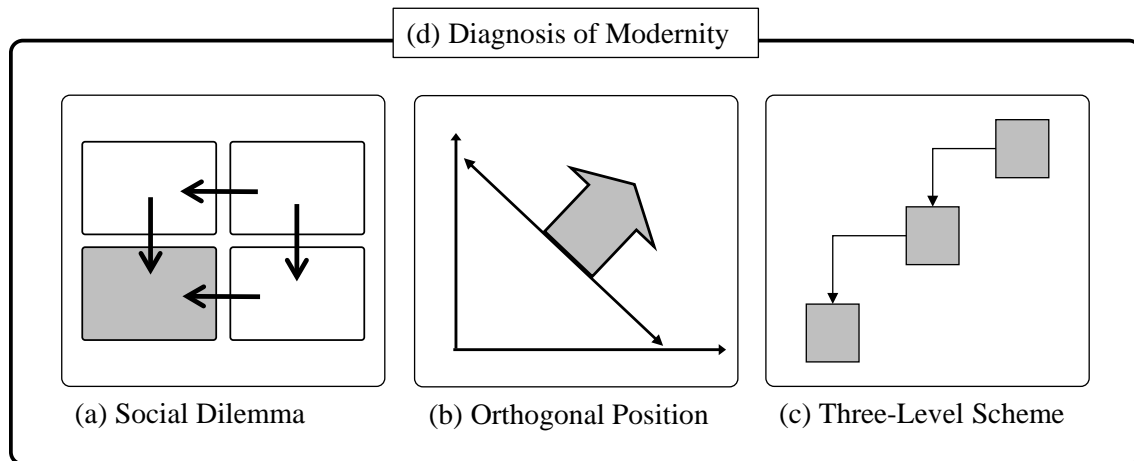 (d) Diagnosis of Modernity
(a) Social Dilemma
(b) Orthogonal Position
(c) Three-Level Scheme